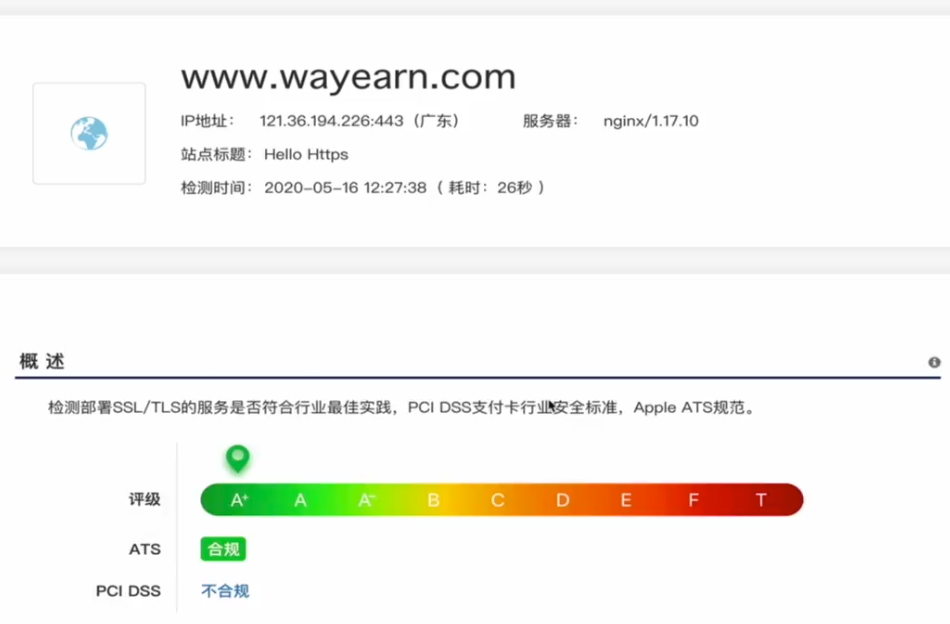 www.wayearn.com
IP地址： 121.36.194.226:443（广东） 服务器： nginx/1.17.10
站点标题： Hello Https
检测时间： 2020-05-16 12:27:38 （ 耗时：26秒 ）
概 述
检测部署SSL/TLS的服务是否符合行业最佳实践，PCI DSS支付卡行业安全标准，Apple ATS规范。
评级 A+ A A- B C D E F T
ATS 合规
PCI DSS 不合规